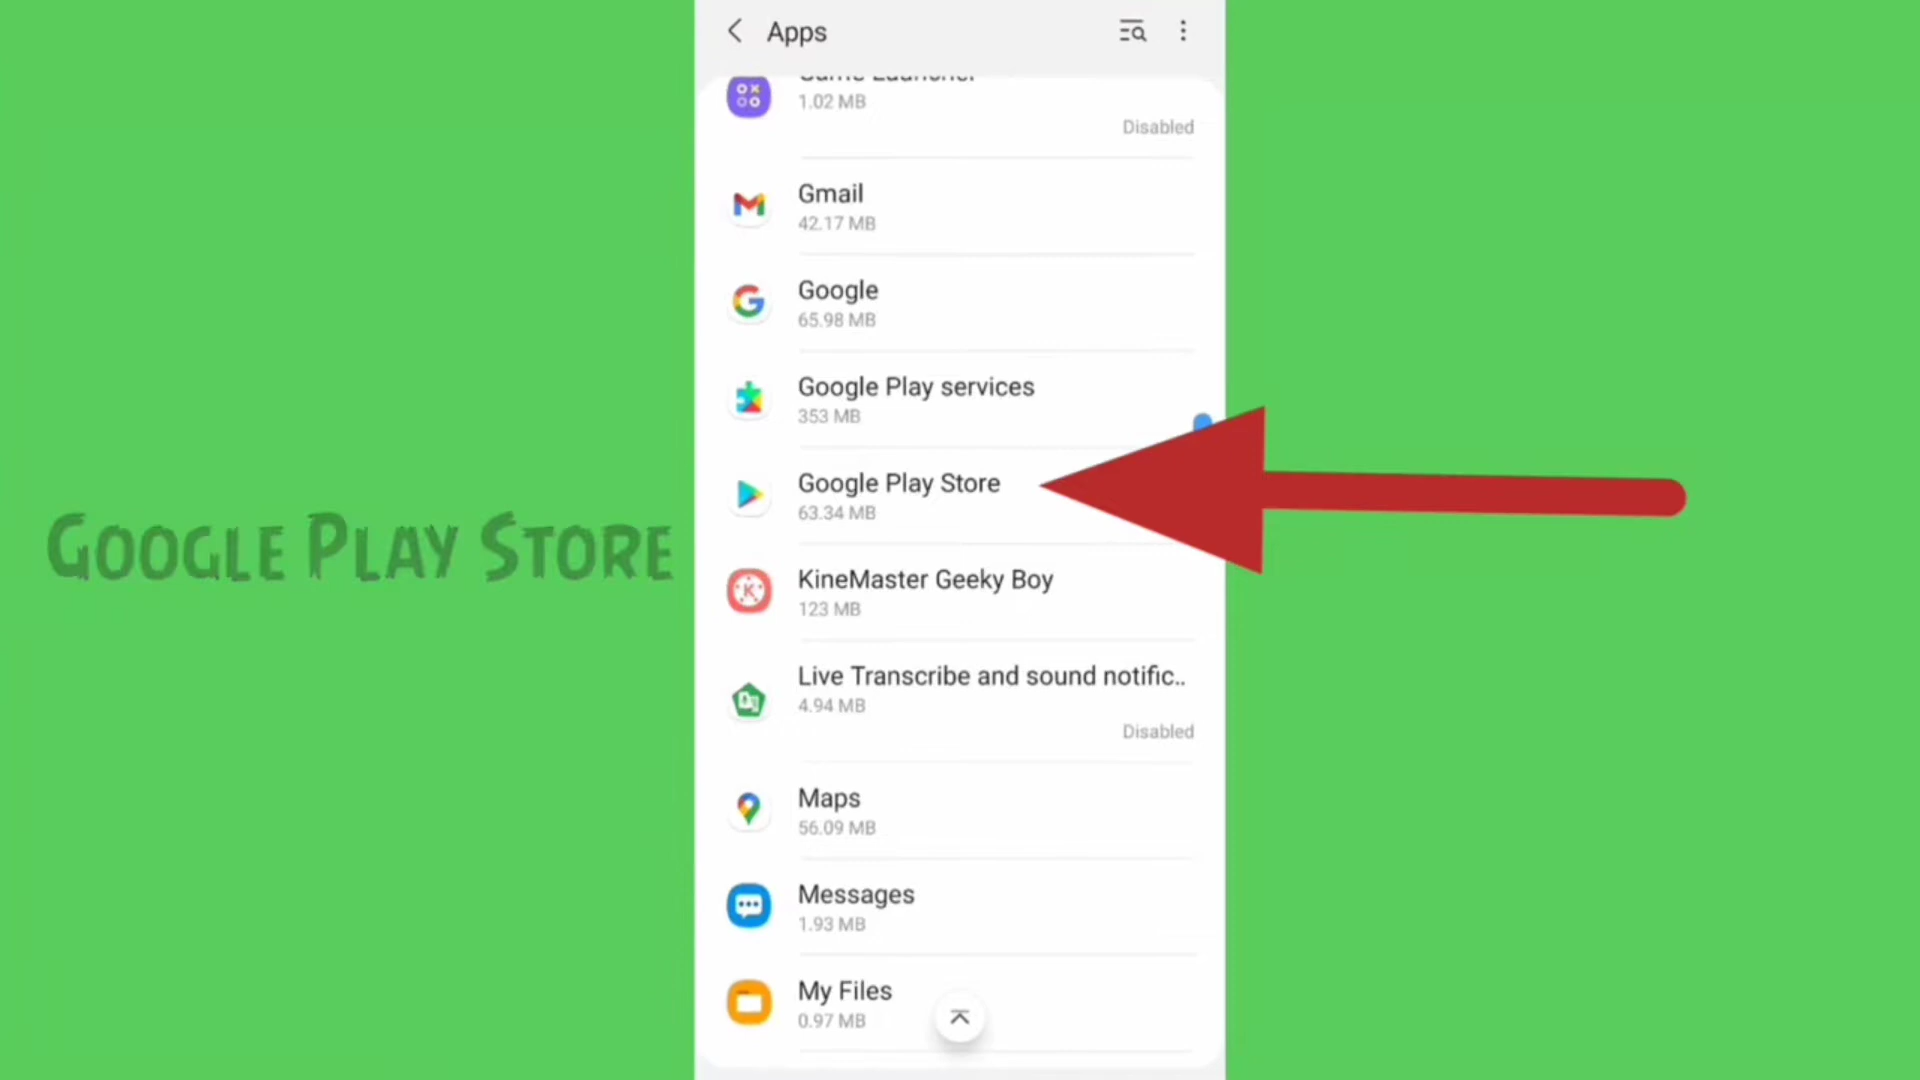 Apps
Game Launcher
1.02 MB
Disabled
Gmail
42.17 MB
Google
65.98 MB
Google Play services
353 MB
Google Play Store
63.34 MB
GOOGLE PLAY STORE
KineMaster Geeky Boy
123 MB
Live Transcribe and sound notific..
4.94 MB
Disabled
Maps
56.09 MB
Messages
1.93 MB
My Files
0.97 MB